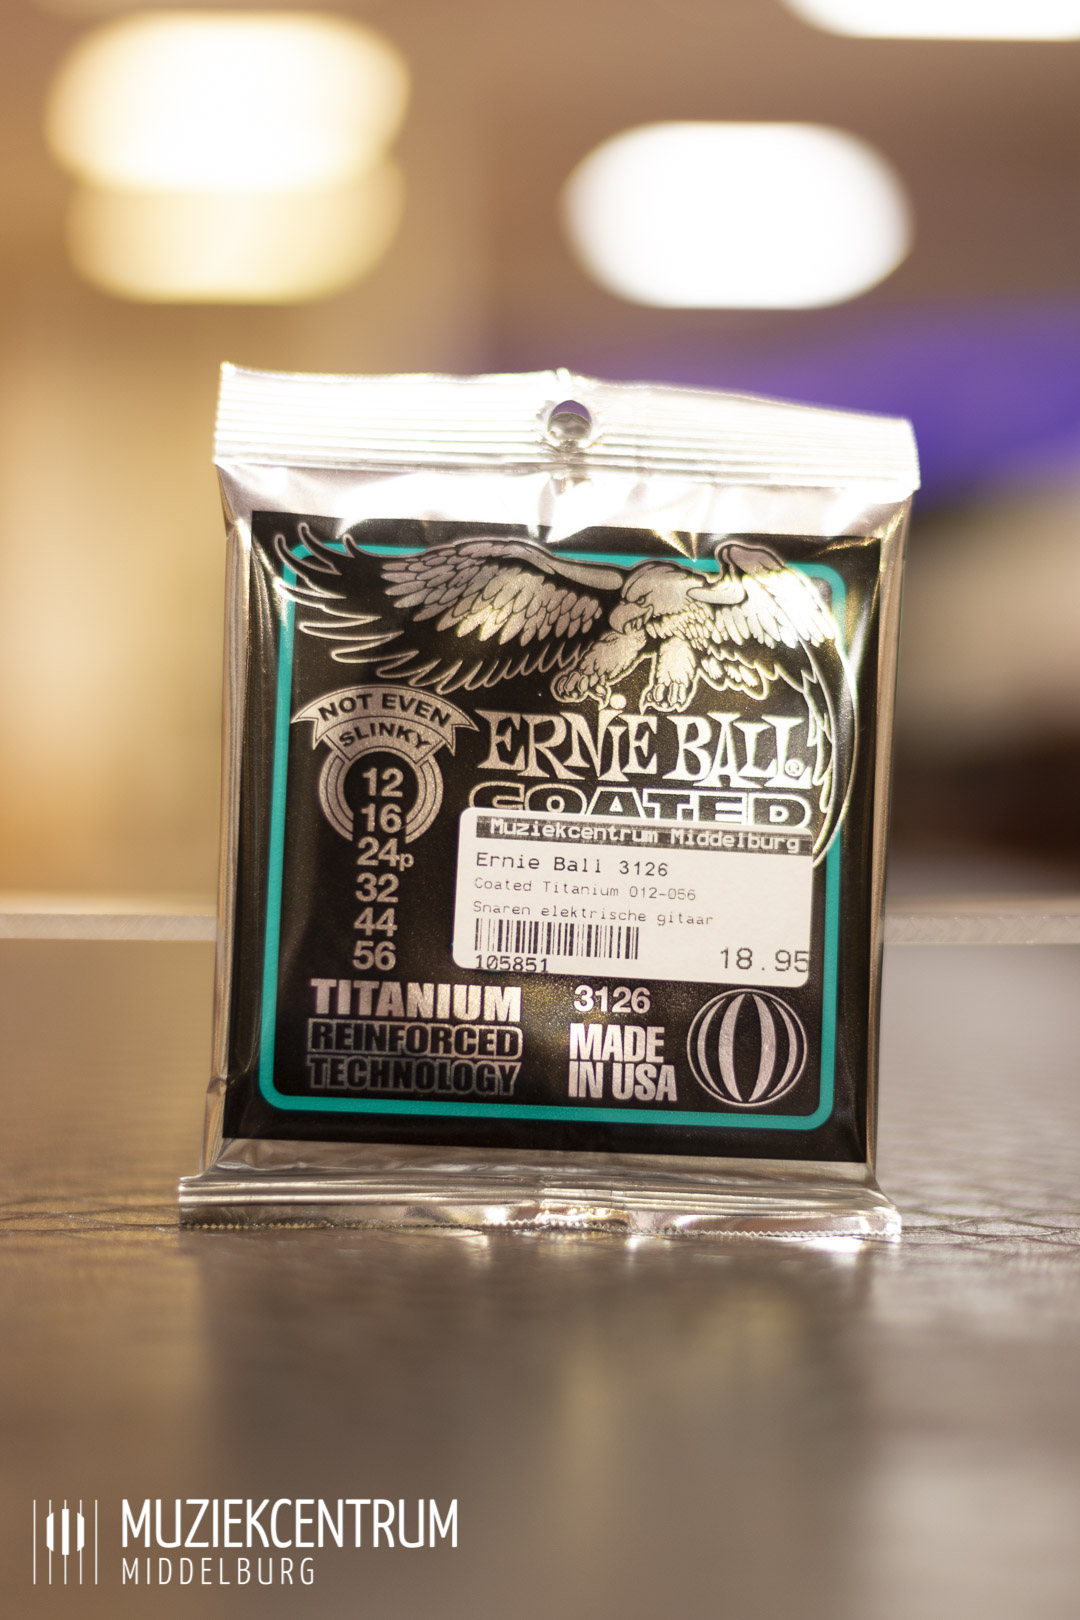 NOT EVEN
SLINKY
12
16
24p
32
44
56
ERNIE BALL®
COATED
Muziekcentrum Middelburg
Ernie Ball 3126
Coated Titanium 012-056
Snaren elektrische gitaar
105851
18.95
TITANIUM
REINFORCED
TECHNOLOGY
3126
MADE
IN USA
MUZIEKCENTRUM
MIDDELBURG